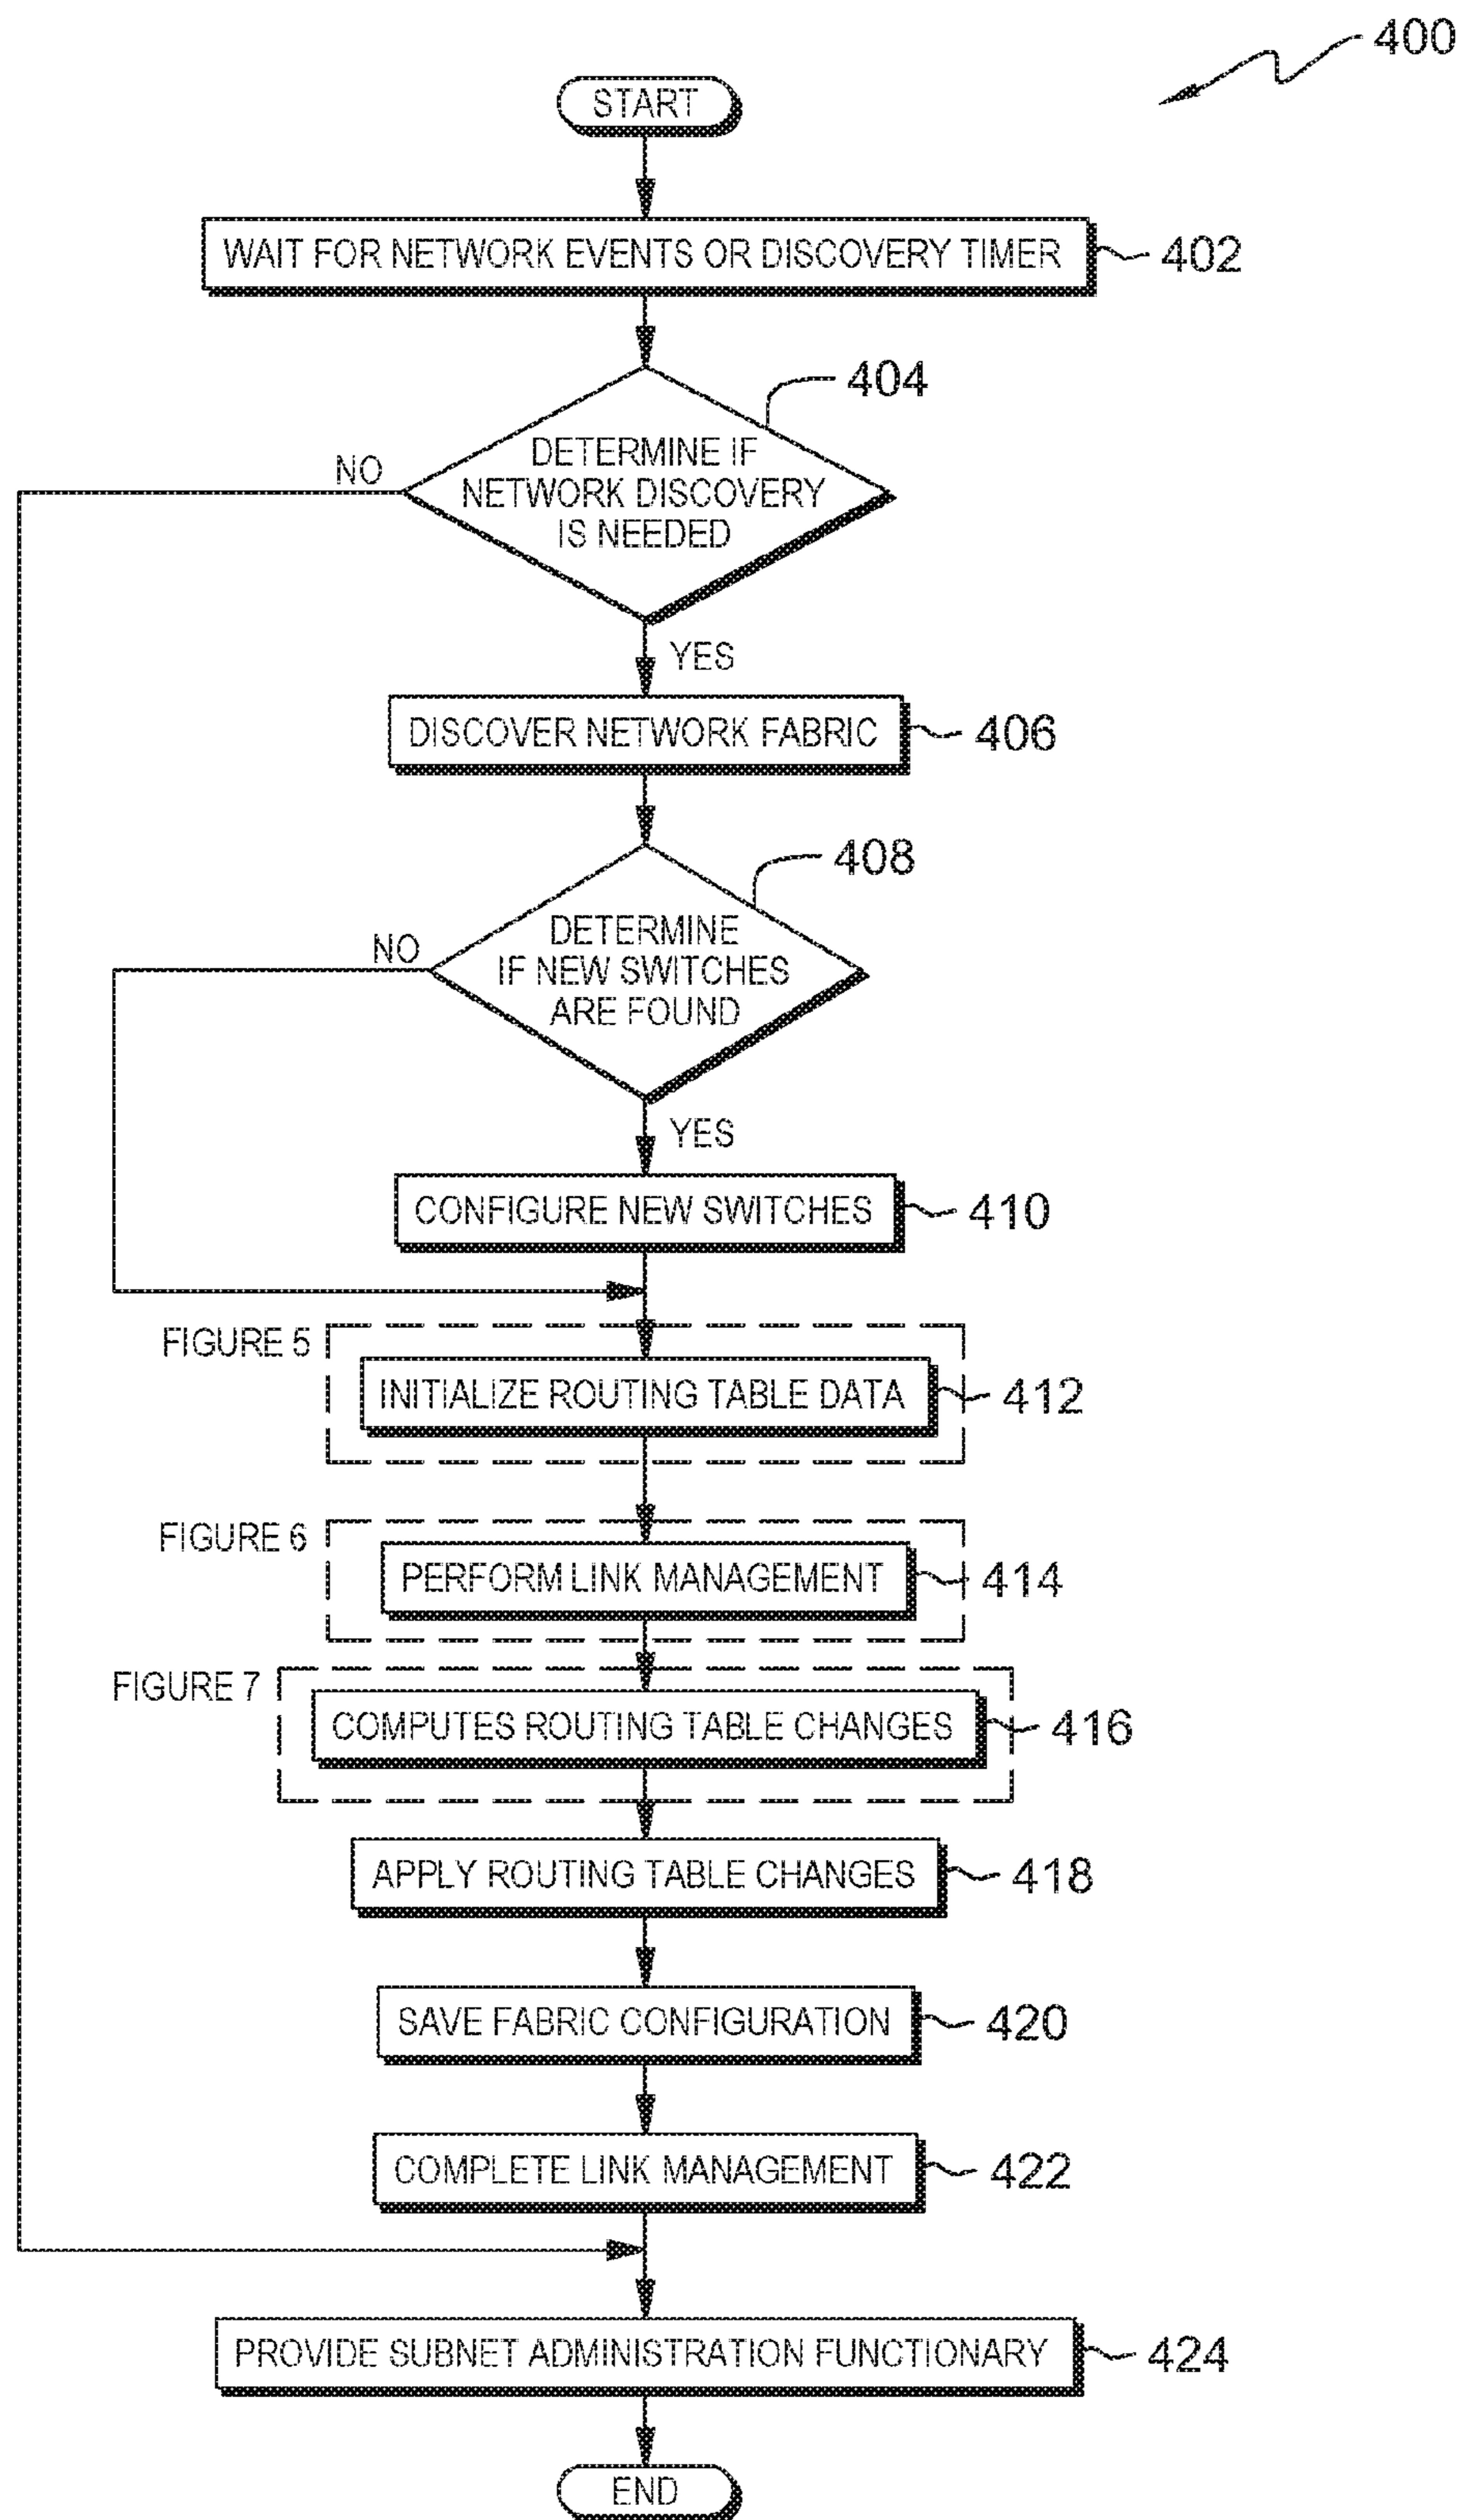 400
START
WAIT FOR NETWORK EVENTS OR DISCOVERY TIMER
402
404
DETERMINE IF
NETWORK DISCOVERY
IS NEEDED
NO
YES
DISCOVER NETWORK FABRIC
406
408
DETERMINE
IF NEW SWITCHES
ARE FOUND
NO
YES
CONFIGURE NEW SWITCHES
410
FIGURE 5
INITIALIZE ROUTING TABLE DATA
412
FIGURE 6
PERFORM LINK MANAGEMENT
414
FIGURE 7
COMPUTES ROUTING TABLE CHANGES
416
APPLY ROUTING TABLE CHANGES
418
SAVE FABRIC CONFIGURATION
420
COMPLETE LINK MANAGEMENT
422
PROVIDE SUBNET ADMINISTRATION FUNCTIONARY
424
END